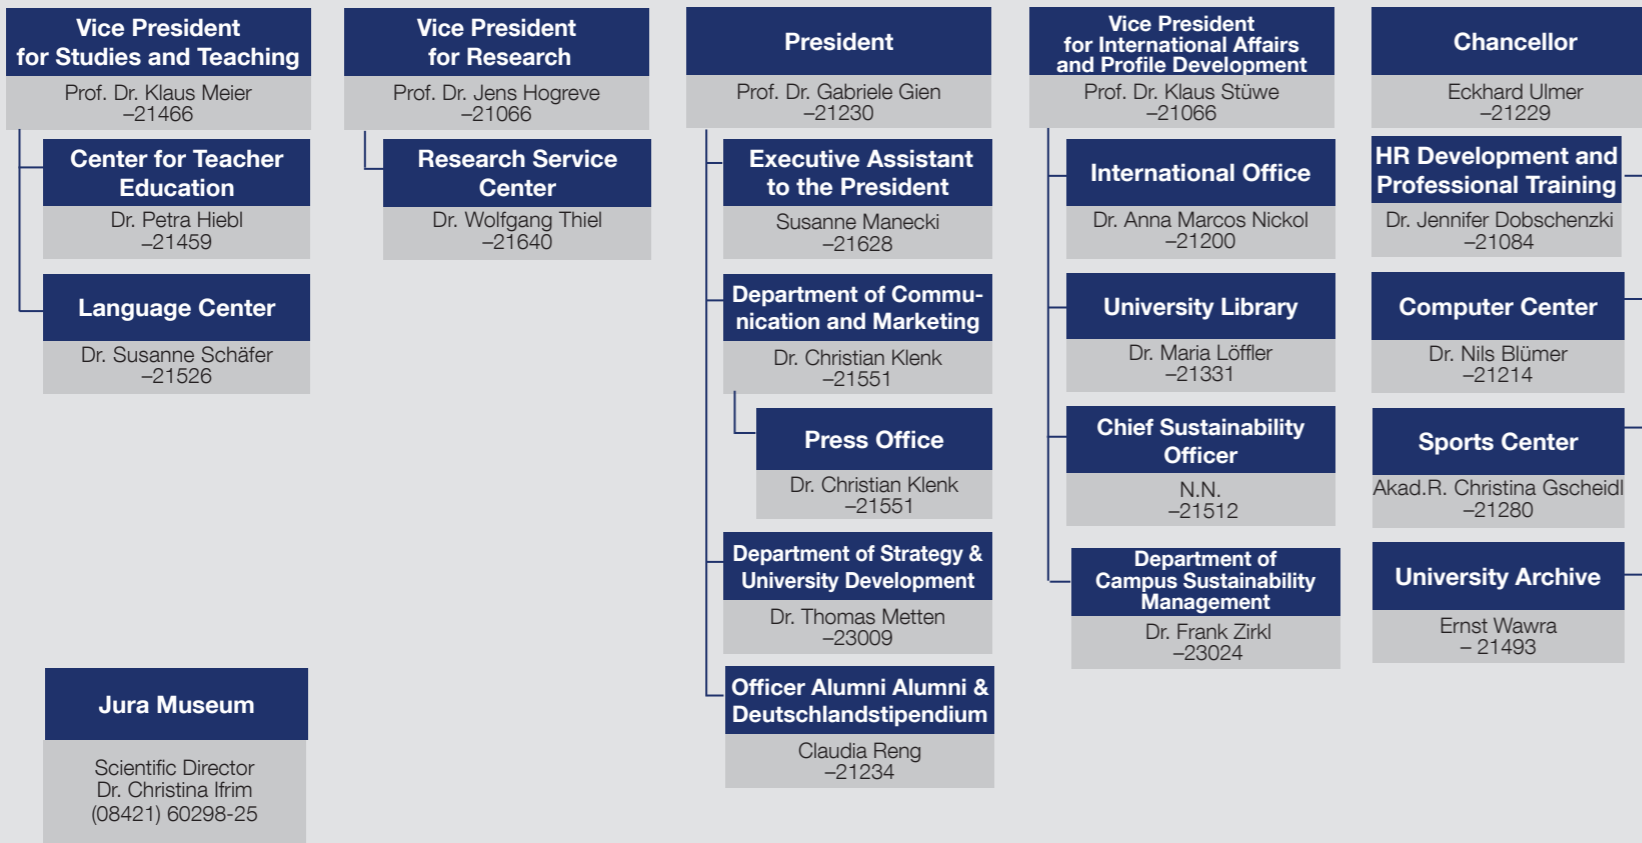 Vice President
for Studies and Teaching
Prof. Dr. Klaus Meier
–21466
Center for Teacher
Education
Dr. Petra Hiebl
–21459
Language Center
Dr. Susanne Schäfer
–21526
Jura Museum
Scientific Director
Dr. Christina Ifrim
(08421) 60298-25
Vice President
for Research
Prof. Dr. Jens Hogreve
–21066
Research Service
Center
Dr. Wolfgang Thiel
–21640
President
Prof. Dr. Gabriele Gien
–21230
Executive Assistant
to the President
Susanne Manecki
–21628
Department of Commu-
nication and Marketing
Dr. Christian Klenk
–21551
Press Office
Dr. Christian Klenk
–21551
Department of Strategy &
University Development
Dr. Thomas Metten
–23009
Officer Alumni Alumni &
Deutschlandstipendium
Claudia Reng
–21234
Vice President
for International Affairs
and Profile Development
Prof. Dr. Klaus Stüwe
–21066
International Office
Dr. Anna Marcos Nickol
–21200
University Library
Dr. Maria Löffler
–21331
Chief Sustainability
Officer
N.N.
–21512
Department of
Campus Sustainability
Management
Dr. Frank Zirkl
–23024
Chancellor
Eckhard Ulmer
–21229
HR Development and
Professional Training
Dr. Jennifer Dobschenzki
–21084
Computer Center
Dr. Nils Blümer
–21214
Sports Center
Akad.R. Christina Gscheidl
–21280
University Archive
Ernst Wawra
– 21493